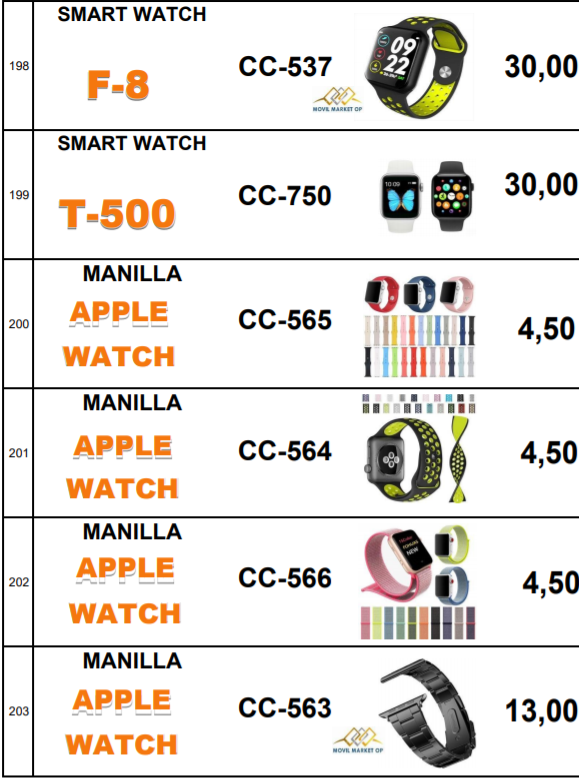 SMART WATCH
198
F-8
CC-537
MOVIL MARKET OP
09
22
30,00
SMART WATCH
199
T-500
CC-750
10:09
30,00
MANILLA
200
APPLE
WATCH
CC-565
4,50
MANILLA
201
APPLE
WATCH
CC-564
4,50
MANILLA
202
APPLE
WATCH
CC-566
NEW
4,50
MANILLA
203
APPLE
WATCH
CC-563
MOVIL MARKET OP
13,00